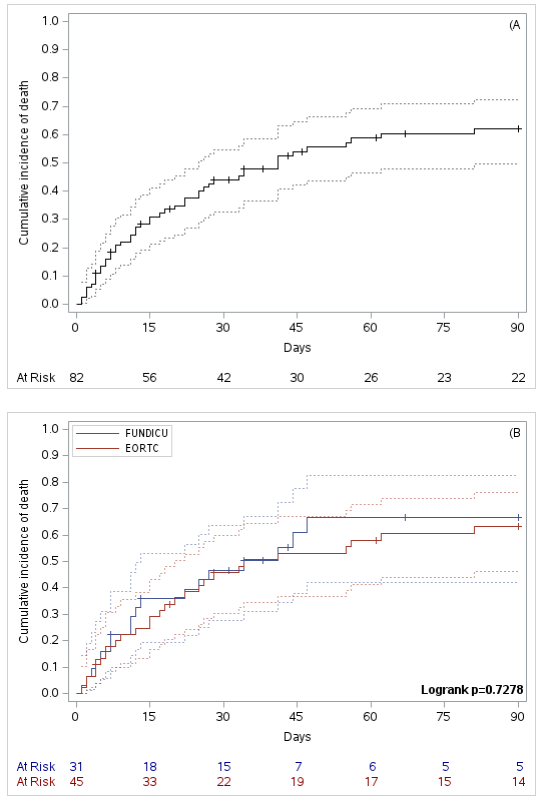 (A
1.0
0.9
0.8
0.7
0.6
0.5
0.4
0.3
0.2
0.1
0.0
Cumulative incidence of death
0 15 30 45 60 75 90
Days
At Risk 82 56 42 30 26 23 22
(B
FUNDICU
EORTC
1.0
0.9
0.8
0.7
0.6
0.5
0.4
0.3
0.2
0.1
0.0
Cumulative incidence of death
Logrank p=0.7278
0 15 30 45 60 75 90
Days
At Risk 31 18 15 7 6 5 5
At Risk 45 33 22 19 17 15 14